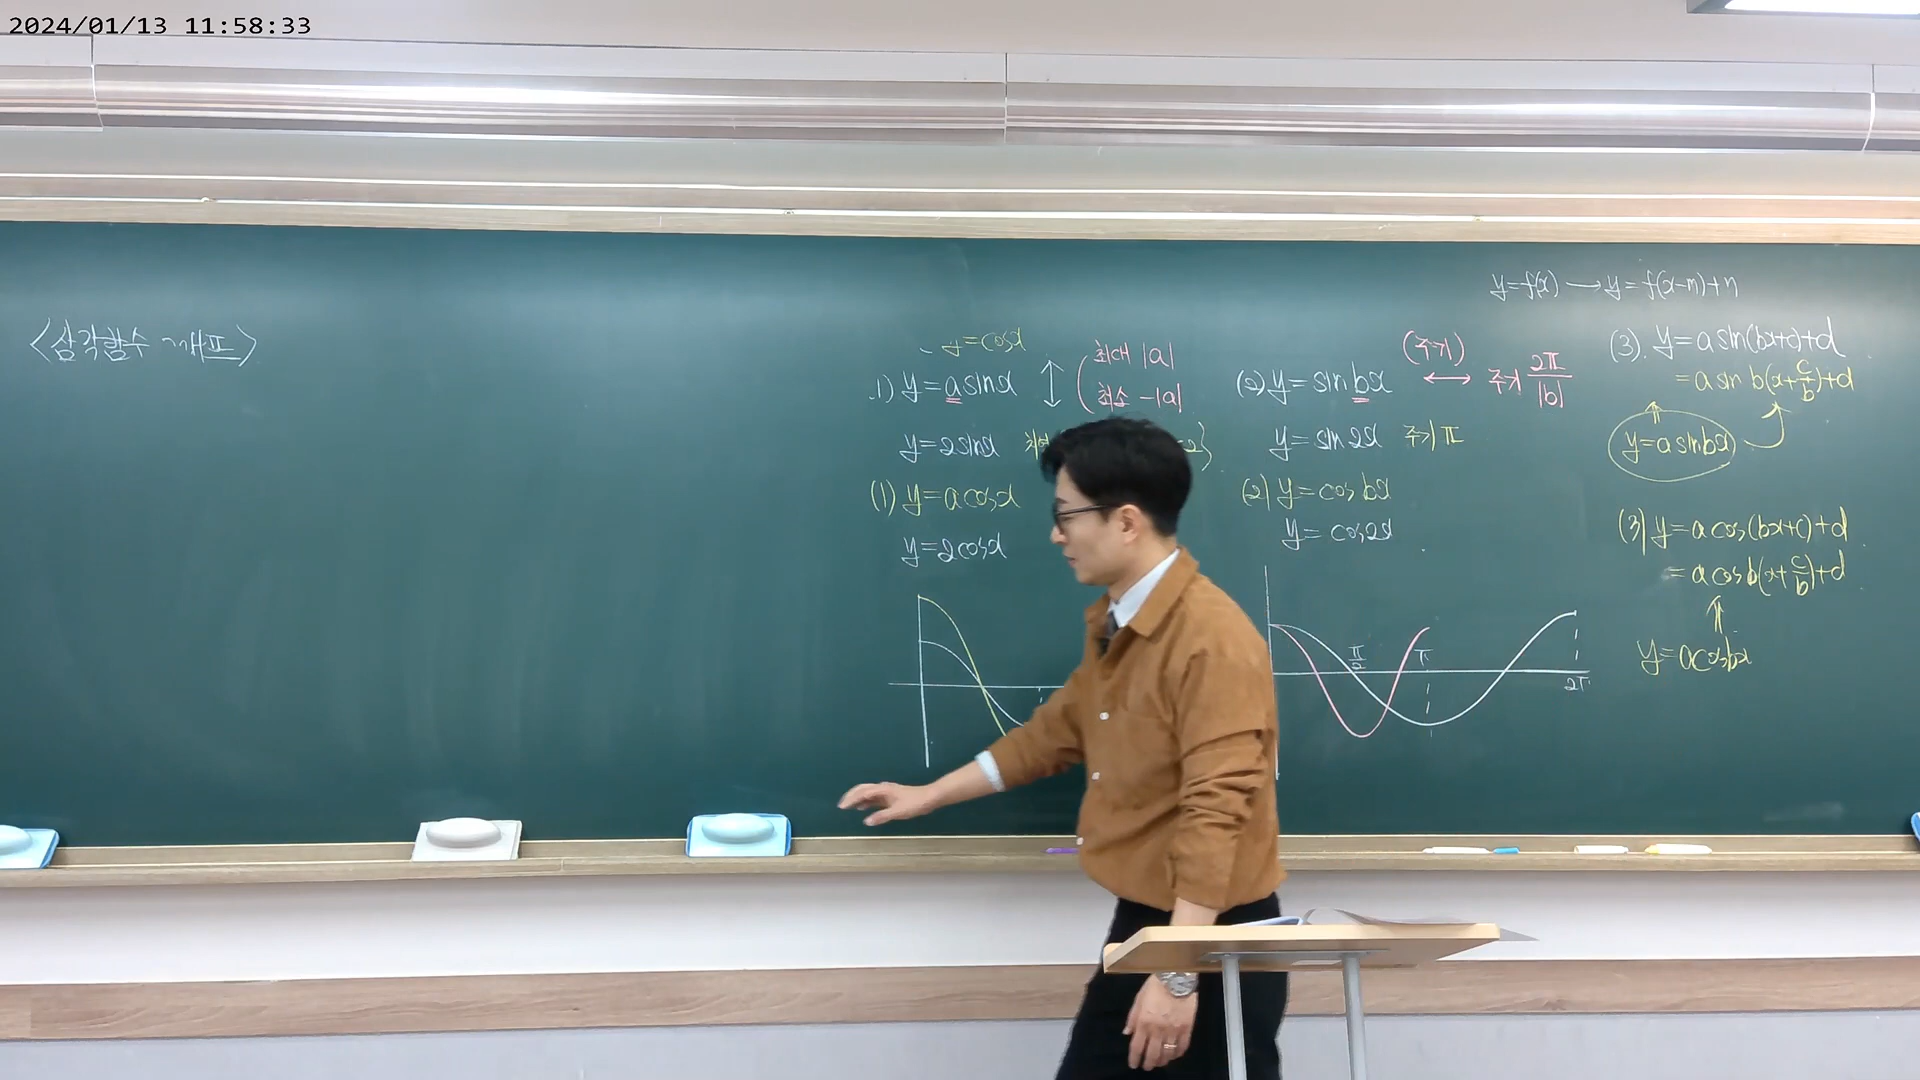 2024/01/13 11:58:33
<삼각함수 그래프>
y=cosx
1) y=asinx
최대 |a|
최소 -|a|
y=2sinx
(1) y=acosx
y=2cosx
(주기)
(2) y=sinbx ↔ 주기 2π/|b|
y=sin2x 주기 π
(2) y=cosbx
y=cos2x
π/2 π 2π
y=f(x) → y=f(x-m)+n
(3). y=asin(bx+c)+d
=asin b(x+c/b)+d
y=asinbx
(3) y=acos(bx+c)+d
=acosb(x+c/b)+d
y=acosbx